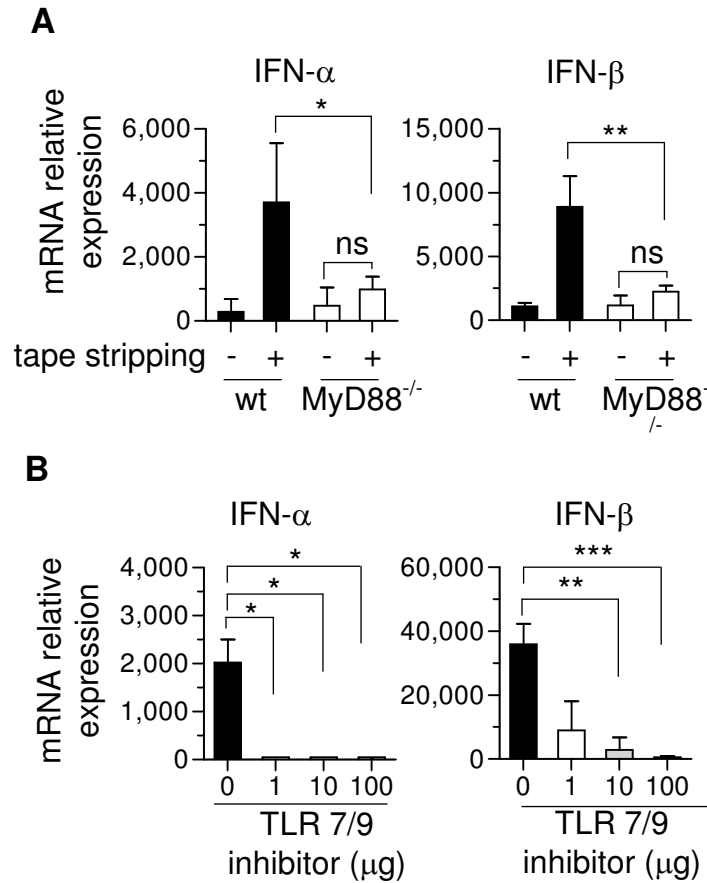 A
IFN-α IFN-β
mRNA relative expression
6,000 4,000 2,000 0
* ns
15,000 10,000 5,000 0
** ns
tape stripping - + - + - + - +
wt MyD88-/- wt MyD88-/-
B
IFN-α IFN-β
mRNA relative expression
4,000 3,000 2,000 1,000 0
* * *
60,000 40,000 20,000 0
*** **
0 1 10 100 0 1 10 100
TLR 7/9 TLR 7/9
inhibitor (μg) inhibitor (μg)